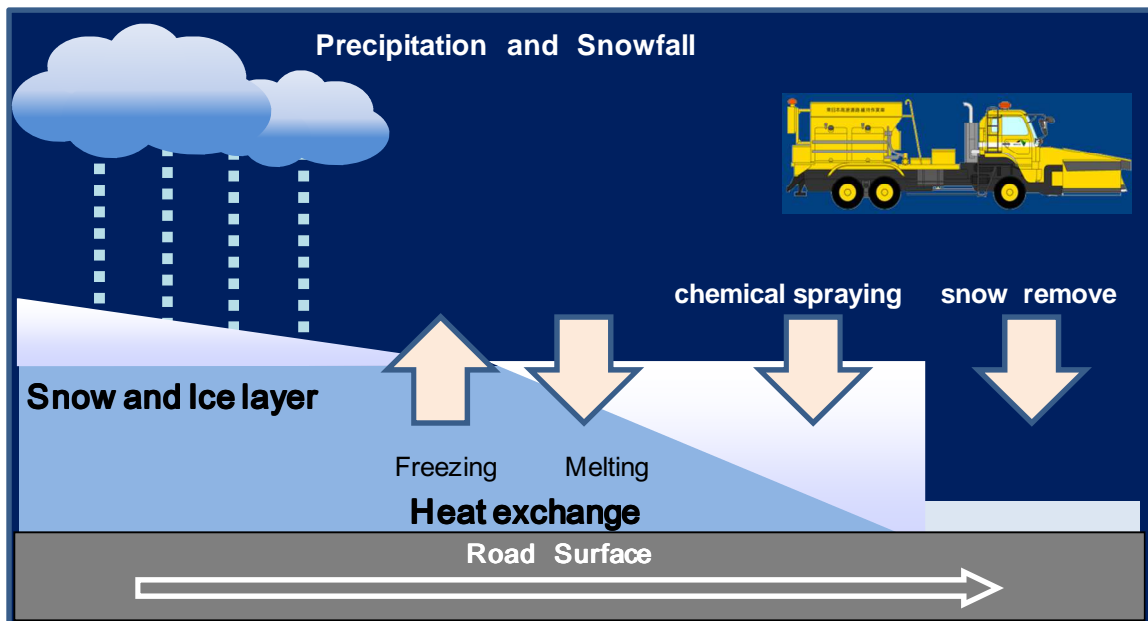 Precipitation and Snowfall
chemical spraying snow remove
Snow and Ice layer
Freezing Melting
Heat exchange
Road Surface